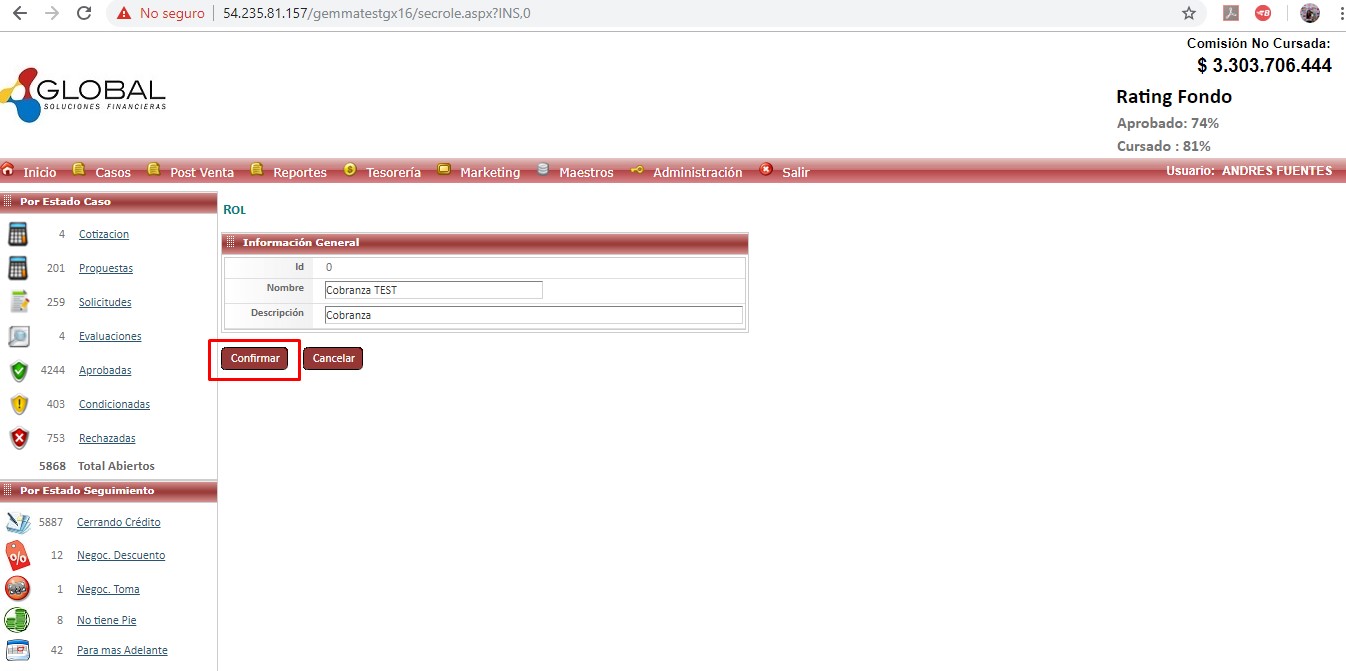 No seguro | 54.235.81.157/gemmatestgx16/secrole.aspx?INS,0
Comisión No Cursada:
$ 3.303.706.444
GLOBAL
SOLUCIONES FINANCIERAS
Rating Fondo
Aprobado: 74%
Cursado : 81%
Inicio Casos Post Venta Reportes Tesorería Marketing Maestros Administración Salir Usuario: ANDRES FUENTES
Por Estado Caso
4 Cotizacion
201 Propuestas
259 Solicitudes
4 Evaluaciones
4244 Aprobadas
403 Condicionadas
753 Rechazadas
5868 Total Abiertos
Por Estado Seguimiento
5887 Cerrando Crédito
12 Negoc. Descuento
1 Negoc. Toma
8 No tiene Pie
42 Para mas Adelante
ROL
Información General
Id 0
Nombre Cobranza TEST
Descripción Cobranza
Confirmar Cancelar